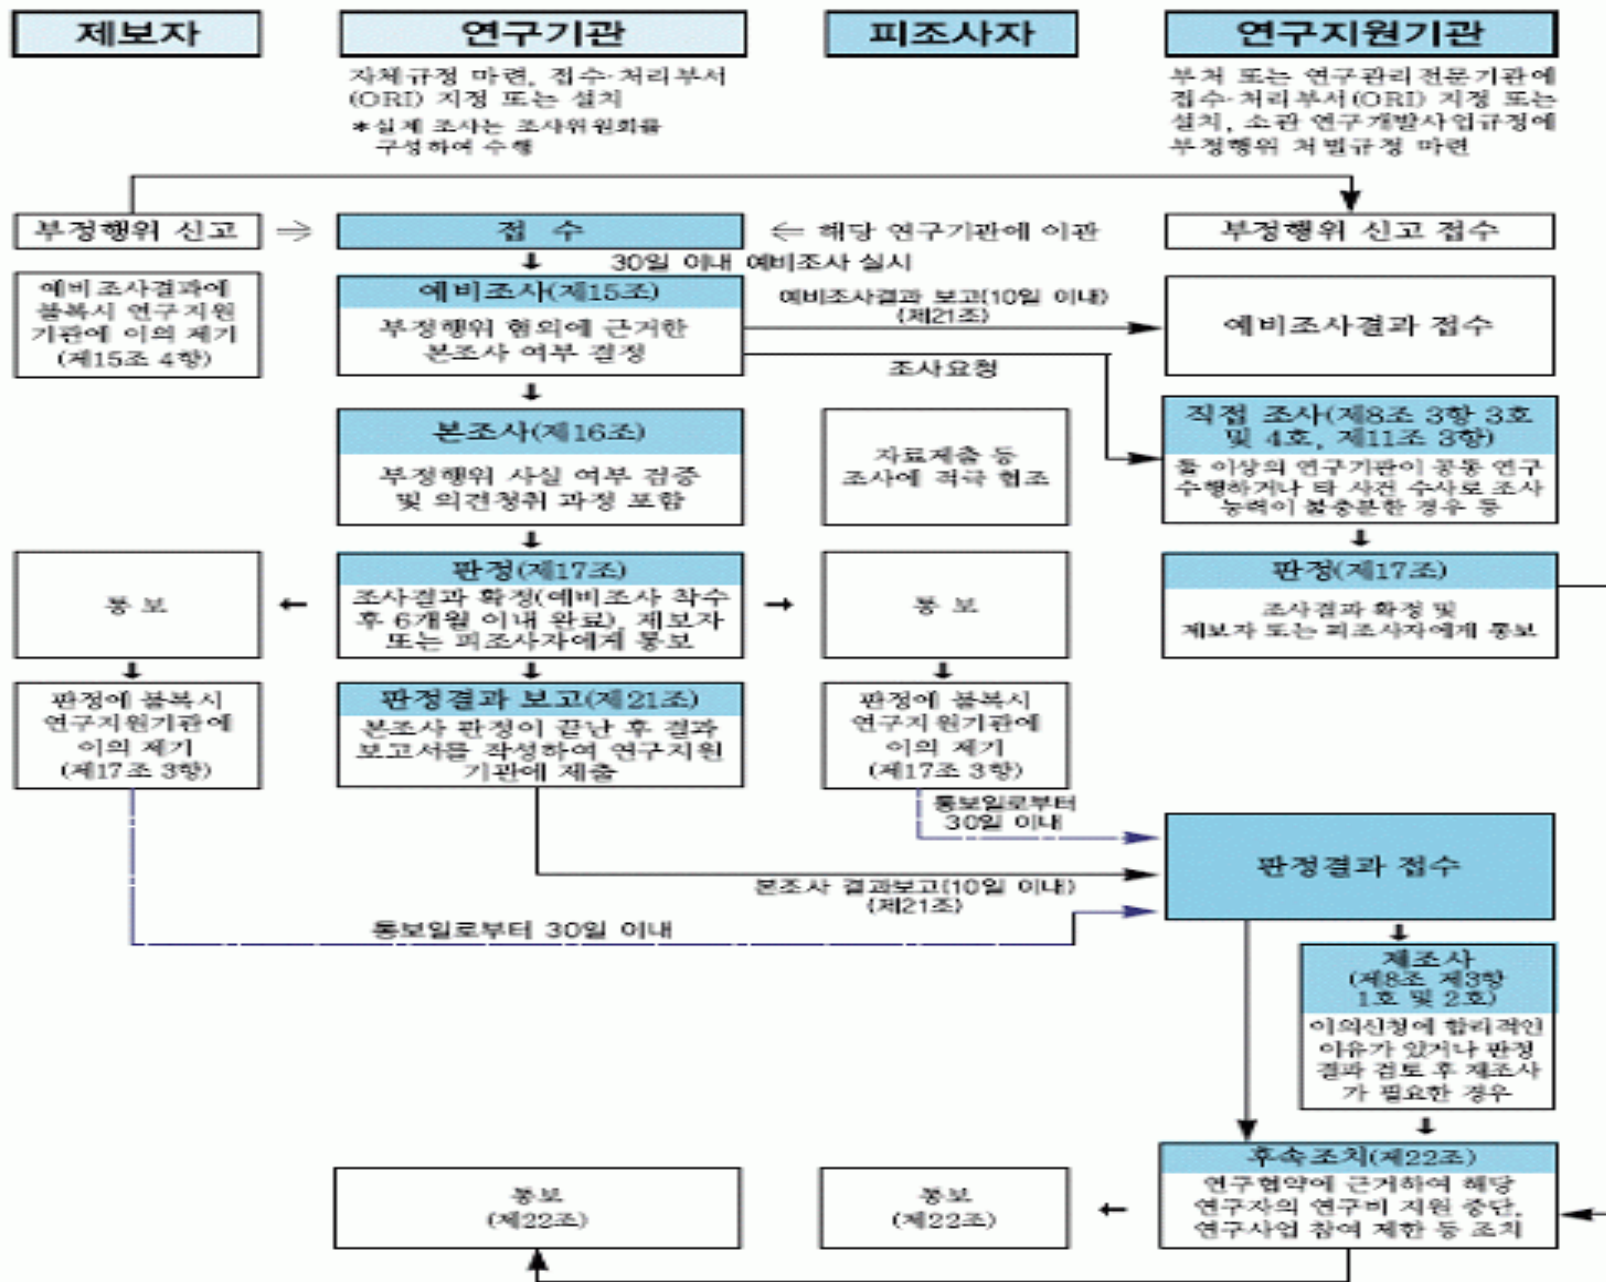 제보자
연구기관
피조사자
연구지원기관
자체규정 마련, 접수·처리부서
(ORI) 지정 또는 설치
*실제 조사는 조사위원회를
구성하여 수행
부처 또는 연구관리전문기관에
접수·처리부서(ORI) 지정 또는
설치, 소관 연구개발사업규정에
부정행위 처벌규정 마련
부정행위 신고 ⇒
접 수
⇐ 해당 연구기관에 이관
부정행위 신고 접수
30일 이내 예비조사 실시
예비조사결과에
불복시 연구지원
기관에 이의 제기
(제15조 4항)
예비조사(제15조)
부정행위 혐의에 근거한
본조사 여부 결정
예비조사결과 보고(10일 이내)
(제21조)
예비조사결과 접수
조사요청
본조사(제16조)
부정행위 사실 여부 검증
및 의견청취 과정 포함
자료제출 등
조사에 적극 협조
직접 조사(제8조 3항 3호
및 4호, 제11조 3항)
둘 이상의 연구기관이 공동 연구
수행하거나 타 사건 수사로 조사
능력이 불충분한 경우 등
통보
판정(제17조)
조사결과 확정(예비조사 착수
후 6개월 이내 완료), 제보자
또는 피조사자에게 통보
통보
판정(제17조)
조사결과 확정 및
제보자 또는 피조사자에게 통보
판정에 불복시
연구지원기관에
이의 제기
(제17조 3항)
판정결과 보고(제21조)
본조사 판정이 끝난 후 결과
보고서를 작성하여 연구지원
기관에 제출
판정에 불복시
연구지원기관에
이의 제기
(제17조 3항)
통보일로부터
30일 이내
판정결과 접수
본조사 결과보고(10일 이내)
(제21조)
통보일로부터 30일 이내
재조사
(제8조 제3항
1호 및 2호)
이의신청에 합리적인
이유가 있거나 판정
결과 검토 후 재조사
가 필요한 경우
후속조치(제22조)
연구협약에 근거하여 해당
연구자의 연구비 지원 중단,
연구사업 참여 제한 등 조치
통보
(제22조)
통보
(제22조)